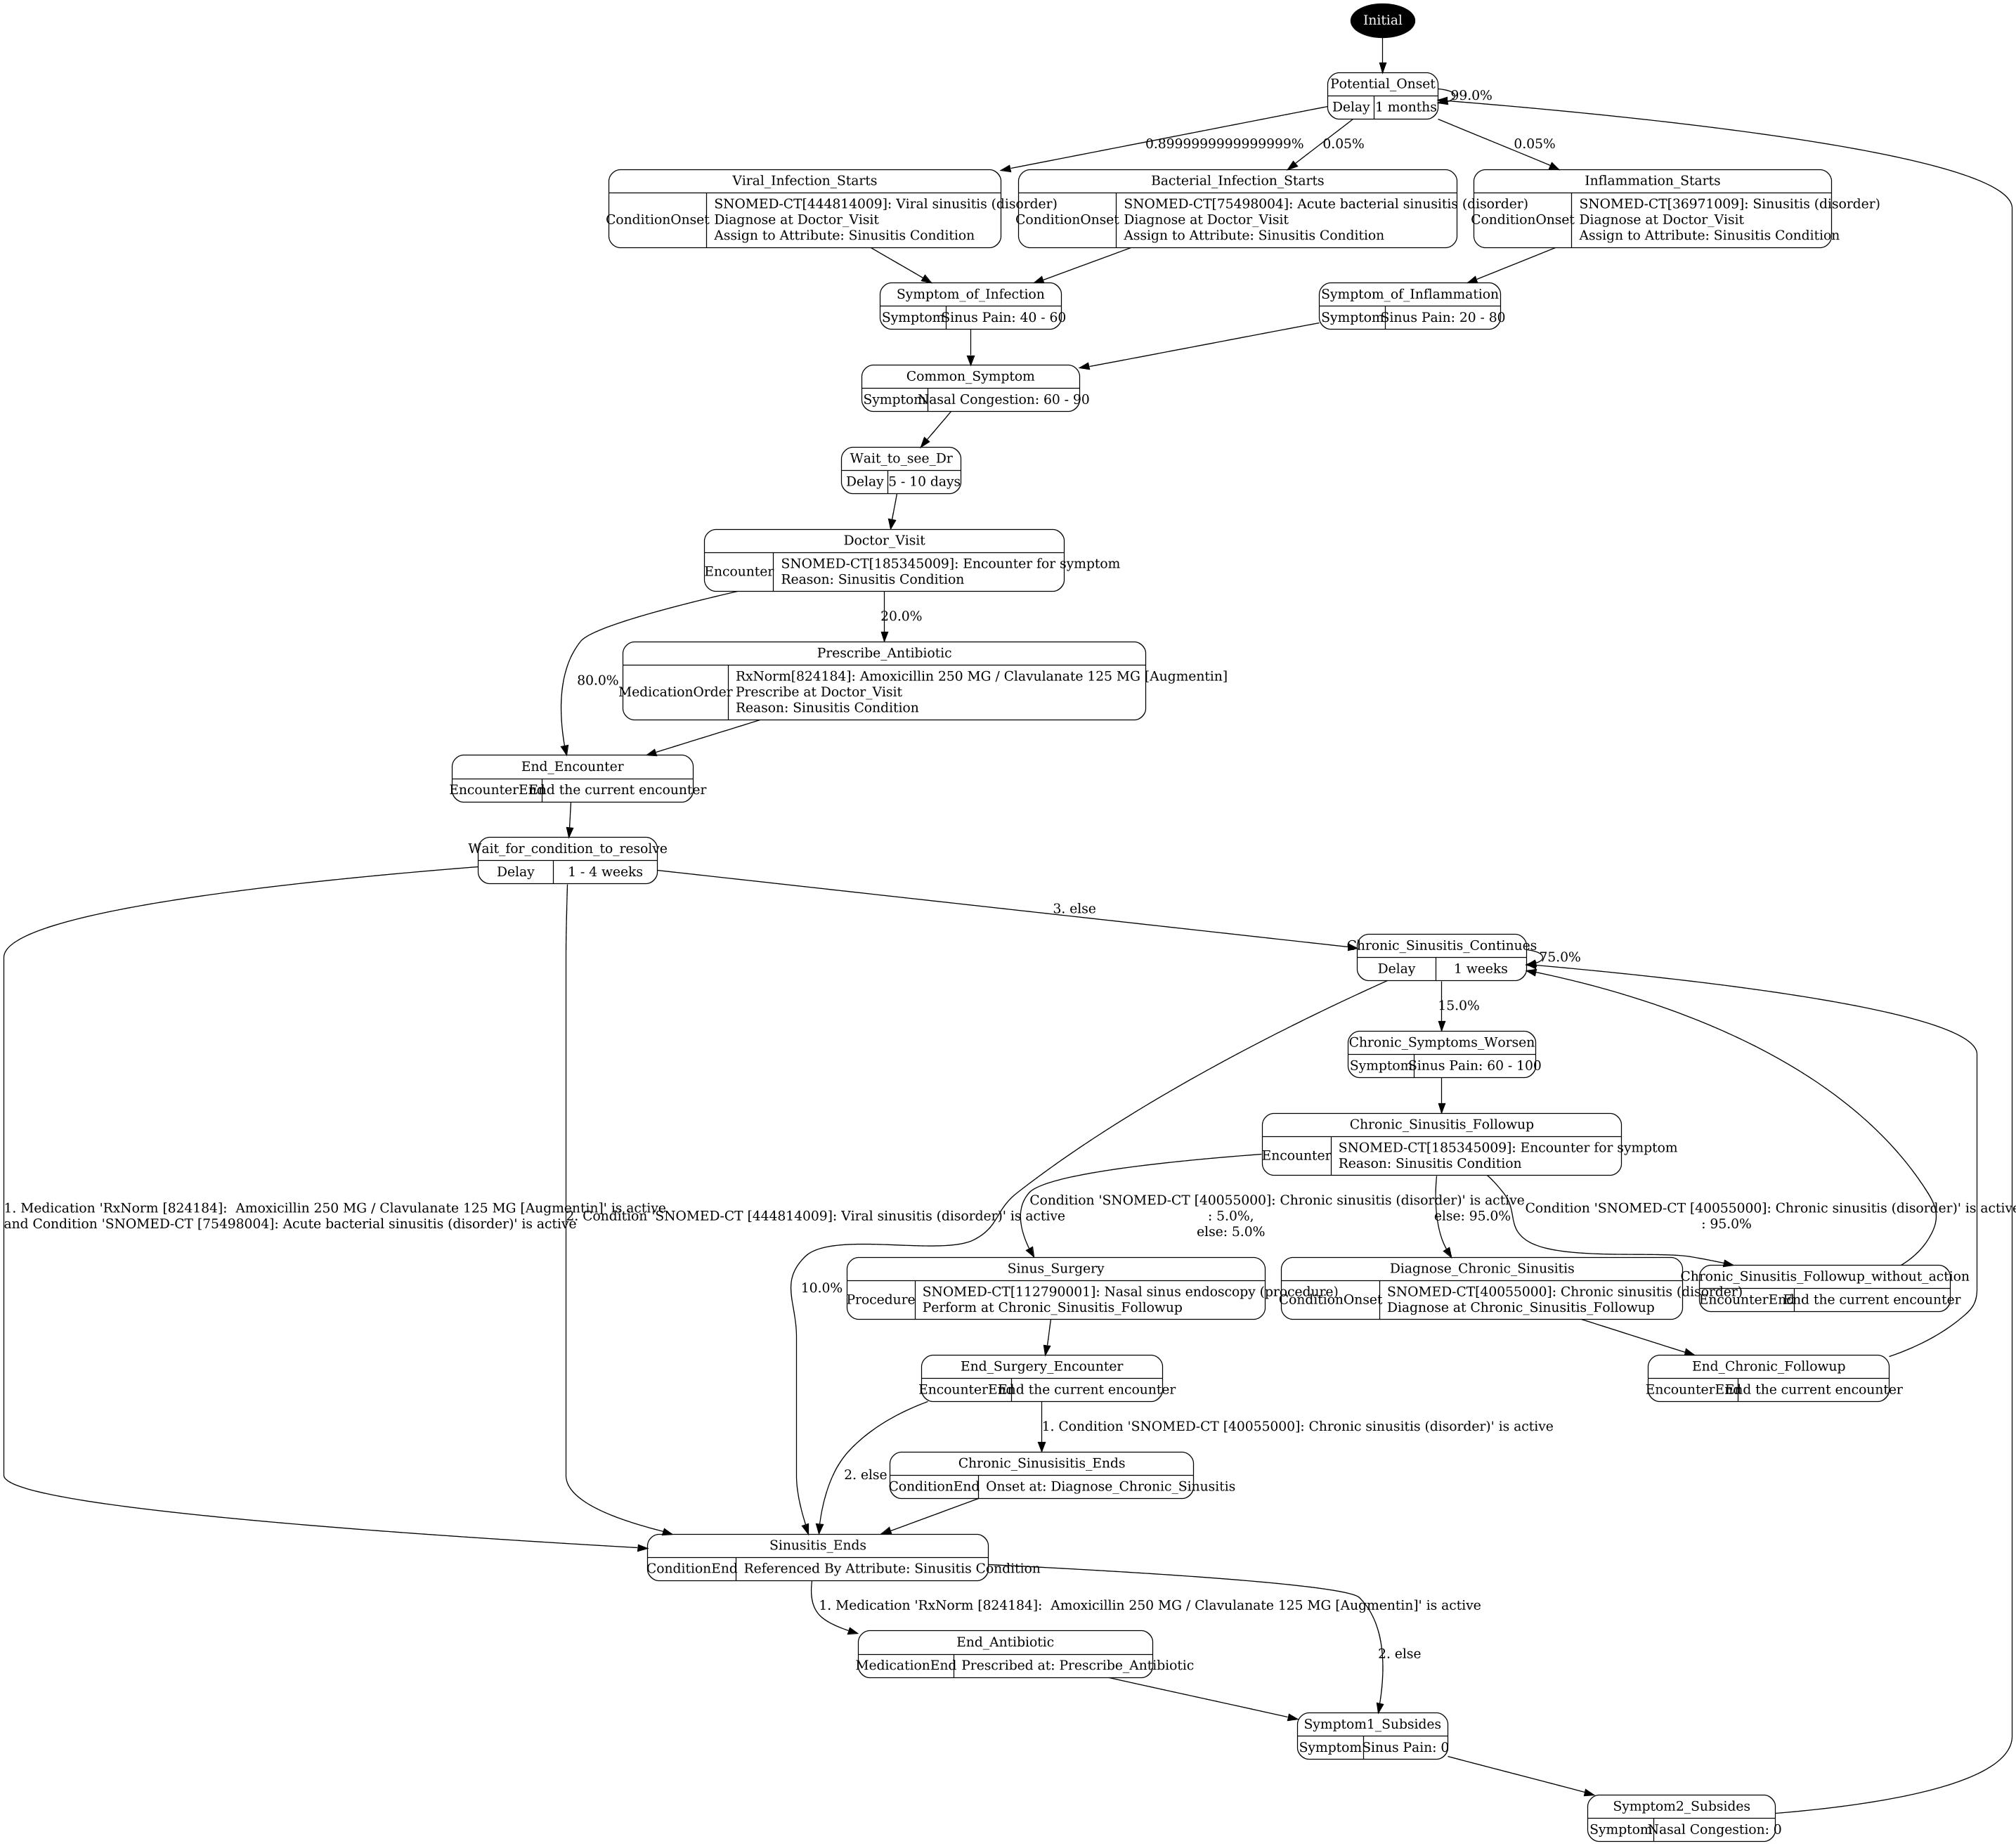 Initial
Potential_Onset
Delay 1 months
99.0%
0.8999999999999999%
0.05%
0.05%
Viral_Infection_Starts
ConditionOnset
SNOMED-CT[444814009]: Viral sinusitis (disorder)
Diagnose at Doctor_Visit
Assign to Attribute: Sinusitis Condition
Bacterial_Infection_Starts
ConditionOnset
SNOMED-CT[75498004]: Acute bacterial sinusitis (disorder)
Diagnose at Doctor_Visit
Assign to Attribute: Sinusitis Condition
Inflammation_Starts
ConditionOnset
SNOMED-CT[36971009]: Sinusitis (disorder)
Diagnose at Doctor_Visit
Assign to Attribute: Sinusitis Condition
Symptom_of_Infection
Symptom Sinus Pain: 40 - 60
Symptom_of_Inflammation
Symptom Sinus Pain: 20 - 80
Common_Symptom
Symptom Nasal Congestion: 60 - 90
Wait_to_see_Dr
Delay 5 - 10 days
Doctor_Visit
Encounter
SNOMED-CT[185345009]: Encounter for symptom
Reason: Sinusitis Condition
20.0%
80.0%
Prescribe_Antibiotic
MedicationOrder
RxNorm[824184]: Amoxicillin 250 MG / Clavulanate 125 MG [Augmentin]
Prescribe at Doctor_Visit
Reason: Sinusitis Condition
End_Encounter
EncounterEnd End the current encounter
Wait_for_condition_to_resolve
Delay 1 - 4 weeks
3. else
Chronic_Sinusitis_Continues
Delay 1 weeks
75.0%
15.0%
Chronic_Symptoms_Worsen
Symptom Sinus Pain: 60 - 100
Chronic_Sinusitis_Followup
Encounter
SNOMED-CT[185345009]: Encounter for symptom
Reason: Sinusitis Condition
1. Medication 'RxNorm [824184]:  Amoxicillin 250 MG / Clavulanate 125 MG [Augmentin]' is active
and Condition 'SNOMED-CT [75498004]: Acute bacterial sinusitis (disorder)' is active
2. Condition 'SNOMED-CT [444814009]: Viral sinusitis (disorder)' is active
Condition 'SNOMED-CT [40055000]: Chronic sinusitis (disorder)' is active
: 5.0%,
else: 5.0%
else: 95.0%
Condition 'SNOMED-CT [40055000]: Chronic sinusitis (disorder)' is active
: 95.0%
10.0%
Sinus_Surgery
Procedure
SNOMED-CT[112790001]: Nasal sinus endoscopy (procedure)
Perform at Chronic_Sinusitis_Followup
Diagnose_Chronic_Sinusitis
ConditionOnset
SNOMED-CT[40055000]: Chronic sinusitis (disorder)
Diagnose at Chronic_Sinusitis_Followup
Chronic_Sinusitis_Followup_without_action
EncounterEnd End the current encounter
End_Surgery_Encounter
EncounterEnd End the current encounter
End_Chronic_Followup
EncounterEnd End the current encounter
1. Condition 'SNOMED-CT [40055000]: Chronic sinusitis (disorder)' is active
2. else
Chronic_Sinusisitis_Ends
ConditionEnd Onset at: Diagnose_Chronic_Sinusitis
Sinusitis_Ends
ConditionEnd Referenced By Attribute: Sinusitis Condition
1. Medication 'RxNorm [824184]:  Amoxicillin 250 MG / Clavulanate 125 MG [Augmentin]' is active
End_Antibiotic
MedicationEnd Prescribed at: Prescribe_Antibiotic
2. else
Symptom1_Subsides
Symptom Sinus Pain: 0
Symptom2_Subsides
Symptom Nasal Congestion: 0